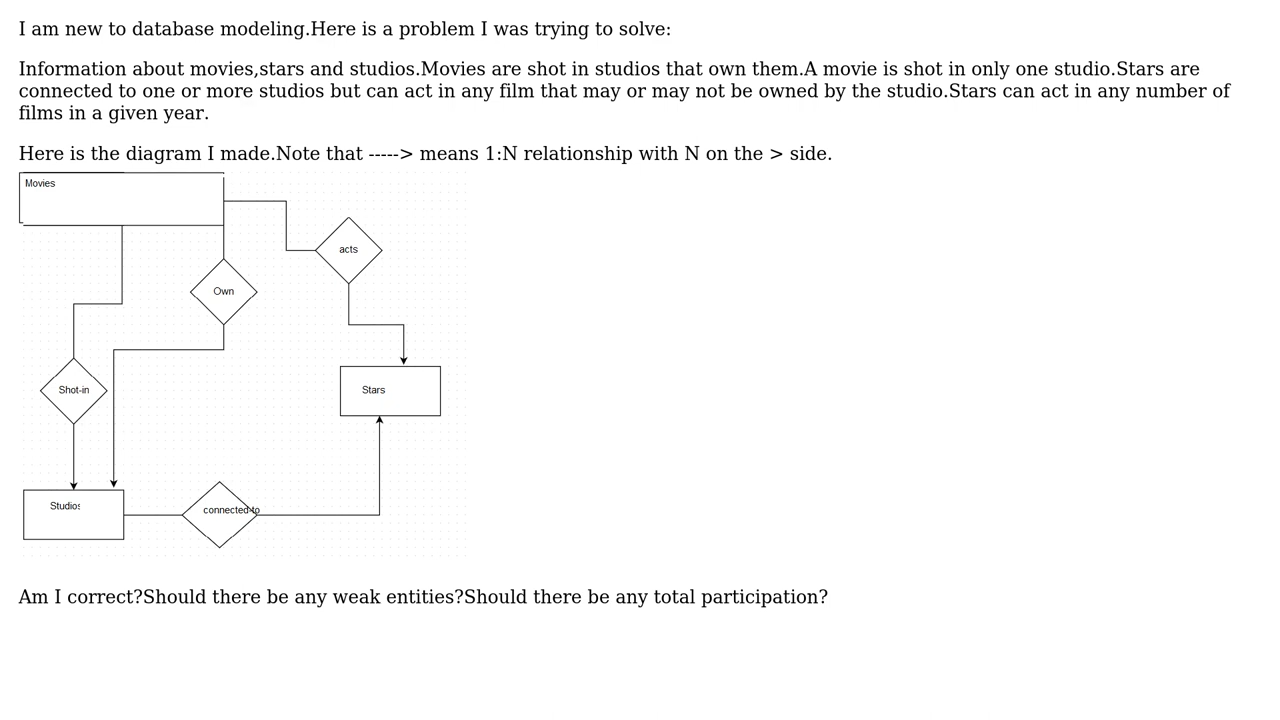 I am new to database modeling.Here is a problem I was trying to solve:
Information about movies,stars and studios.Movies are shot in studios that own them.A movie is shot in only one studio.Stars are
connected to one or more studios but can act in any film that may or may not be owned by the studio.Stars can act in any number of
films in a given year.
Here is the diagram I made.Note that -----> means 1:N relationship with N on the > side.
Movies
acts
Own
Shot-in
Stars
Studios
connected-to
Am I correct?Should there be any weak entities?Should there be any total participation?